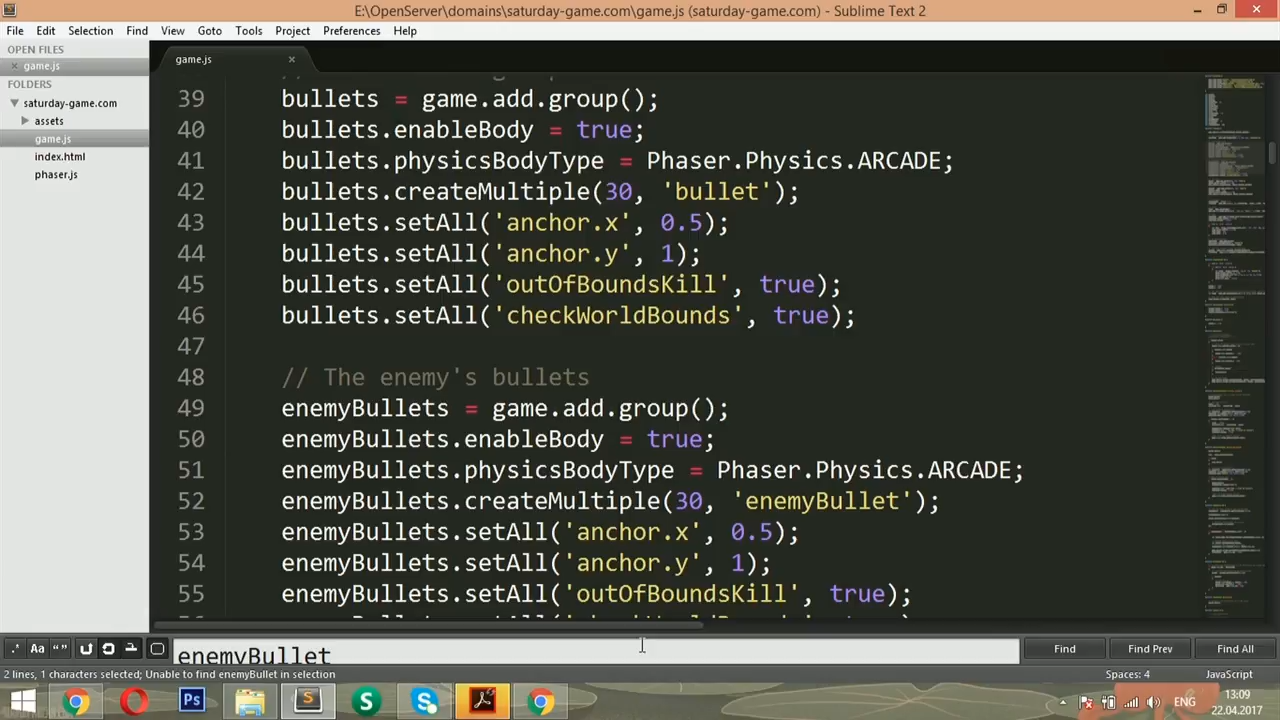 E:\OpenServer\domains\saturday-game.com\game.js (saturday-game.com) - Sublime Text 2
File Edit Selection Find View Goto Tools Project Preferences Help
OPEN FILES
game.js
FOLDERS
saturday-game.com
assets
game.js
index.html
phaser.js
game.js
39 bullets = game.add.group();
40 bullets.enableBody = true;
41 bullets.physicsBodyType = Phaser.Physics.ARCADE;
42 bullets.createMultiple(30, 'bullet');
43 bullets.setAll('anchor.x', 0.5);
44 bullets.setAll('anchor.y', 1);
45 bullets.setAll('outOfBoundsKill', true);
46 bullets.setAll('checkWorldBounds', true);
47
48 // The enemy's bullets
49 enemyBullets = game.add.group();
50 enemyBullets.enableBody = true;
51 enemyBullets.physicsBodyType = Phaser.Physics.ARCADE;
52 enemyBullets.createMultiple(30, 'enemyBullet');
53 enemyBullets.setAll('anchor.x', 0.5);
54 enemyBullets.setAll('anchor.y', 1);
55 enemyBullets.setAll('outOfBoundsKill', true);
.* Aa “” enemyBullet Find Find Prev Find All
2 lines, 1 characters selected; Unable to find enemyBullet in selection Spaces: 4 JavaScript
Ps S S ENG 13:09
22.04.2017